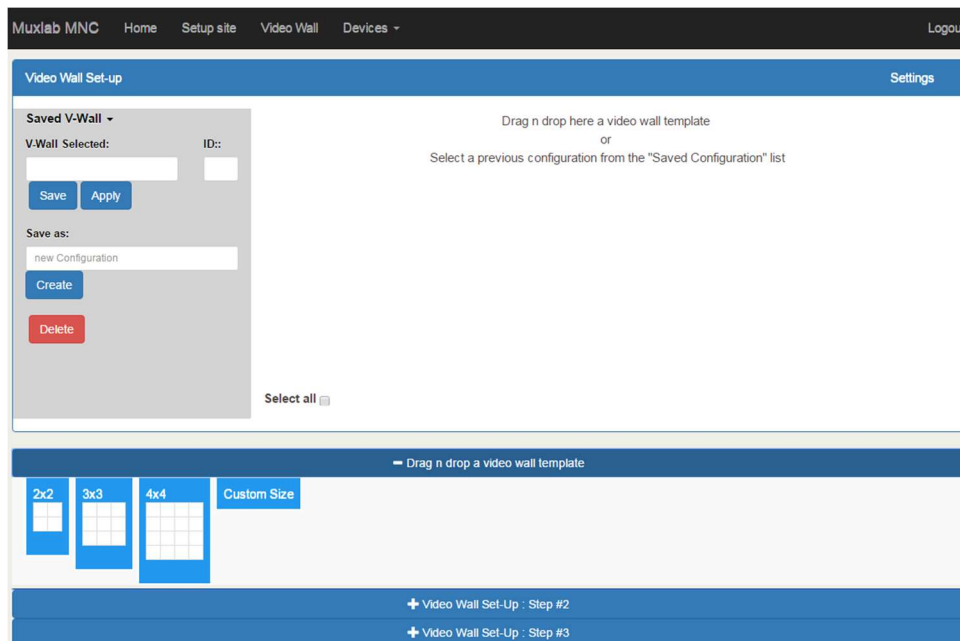 Muxlab MNC Home Setup site Video Wall Devices Logou
Video Wall Set-up Settings
Saved V-Wall
V-Wall Selected: ID::
Save Apply
Save as:
new Configuration
Create
Delete
Drag n drop here a video wall template
or
Select a previous configuration from the "Saved Configuration" list
Select all
Drag n drop a video wall template
2x2 3x3 4x4 Custom Size
Video Wall Set-Up : Step #2
Video Wall Set-Up : Step #3